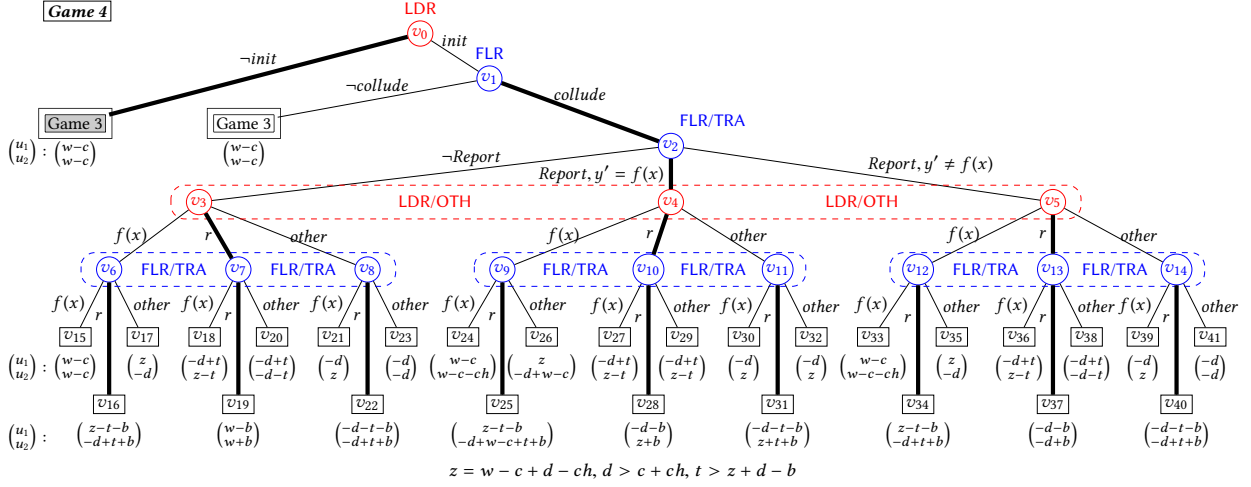 Game 4
LDR
v0
¬init init
FLR
v1
¬collude collude
Game 3 Game 3
FLR/TRA
v2
(u1 u2) : (w−c w−c) (w−c w−c)
¬Report Report, y′ = f(x) Report, y′ ≠ f(x)
v3 LDR/OTH v4 LDR/OTH v5
f(x) r other f(x) r other f(x) r other
v6 FLR/TRA v7 FLR/TRA v8 v9 FLR/TRA v10 FLR/TRA v11 v12 FLR/TRA v13 FLR/TRA v14
f(x) r other f(x) r other f(x) r other f(x) r other f(x) r other f(x) r other f(x) r other f(x) r other f(x) r other
v15 v17 v18 v20 v21 v23 v24 v26 v27 v29 v30 v32 v33 v35 v36 v38 v39 v41
(u1 u2) : (w−c w−c) (z −d) (−d+t z−t) (−d+t −d−t) (−d z) (−d −d) (w−c w−c−ch) (z −d+w−c) (−d+t z−t) (−d+t z−t) (−d z) (−d −d) (w−c w−c−ch) (z −d) (−d+t z−t) (−d+t −d−t) (−d z) (−d −d)
v16 v19 v22 v25 v28 v31 v34 v37 v40
(u1 u2) : (z−t−b −d+t+b) (w−b w+b) (−d−t−b −d+t+b) (z−t−b −d+w−c+t+b) (−d−b z+b) (−d−t−b z+t+b) (z−t−b −d+t+b) (−d−b −d+b) (−d−t−b −d+t+b)
z = w − c + d − ch, d > c + ch, t > z + d − b